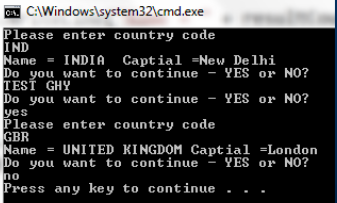 C:\Windows\system32\cmd.exe
Please enter country code
IND
Name = INDIA  Captial =New Delhi
Do you want to continue - YES or NO?
TEST GHY
Do you want to continue - YES or NO?
yes
Please enter country code
GBR
Name = UNITED KINGDOM Captial =London
Do you want to continue - YES or NO?
no
Press any key to continue . . .